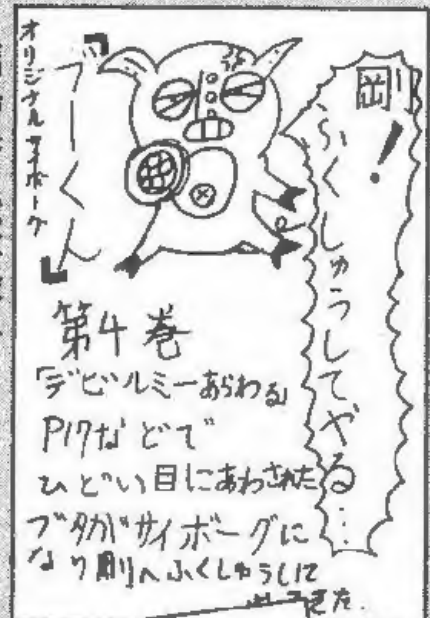 剛！
ふくしゅうしてやる…
『ブーくん』
オリジナルサイボーグ
第4巻
「デビルミーあらわる」
P17などで
ひどい目にあわされた
ブタがサイボーグに
なり剛へふくしゅうしに
来た.